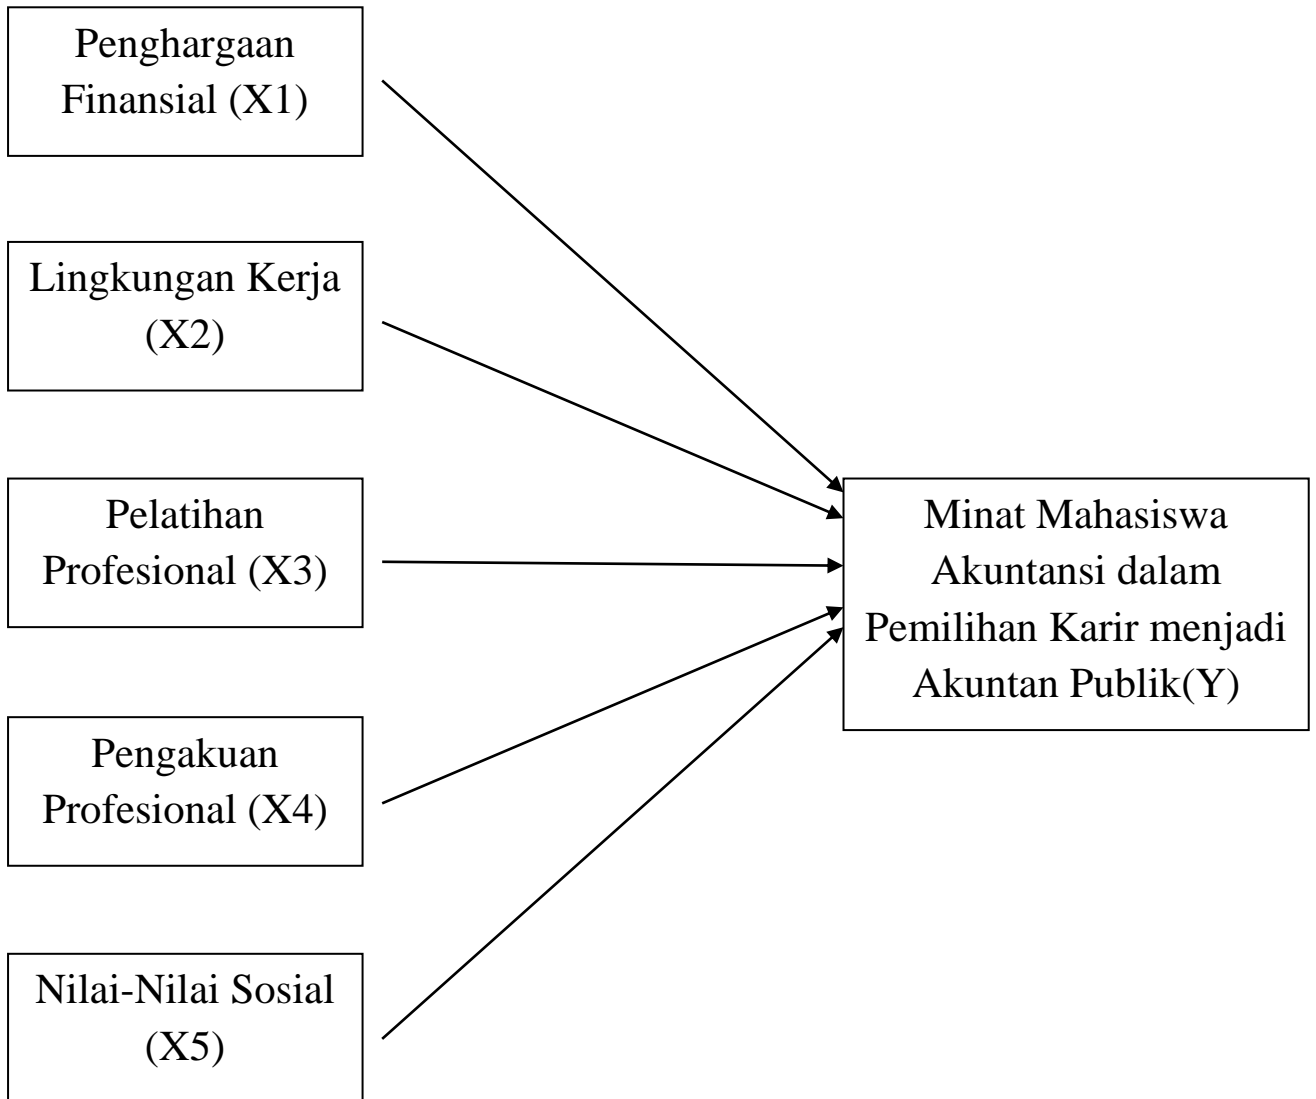 Penghargaan
Finansial (X1)
Lingkungan Kerja
(X2)
Pelatihan
Profesional (X3)
Pengakuan
Profesional (X4)
Nilai-Nilai Sosial
(X5)
Minat Mahasiswa
Akuntansi dalam
Pemilihan Karir menjadi
Akuntan Publik(Y)